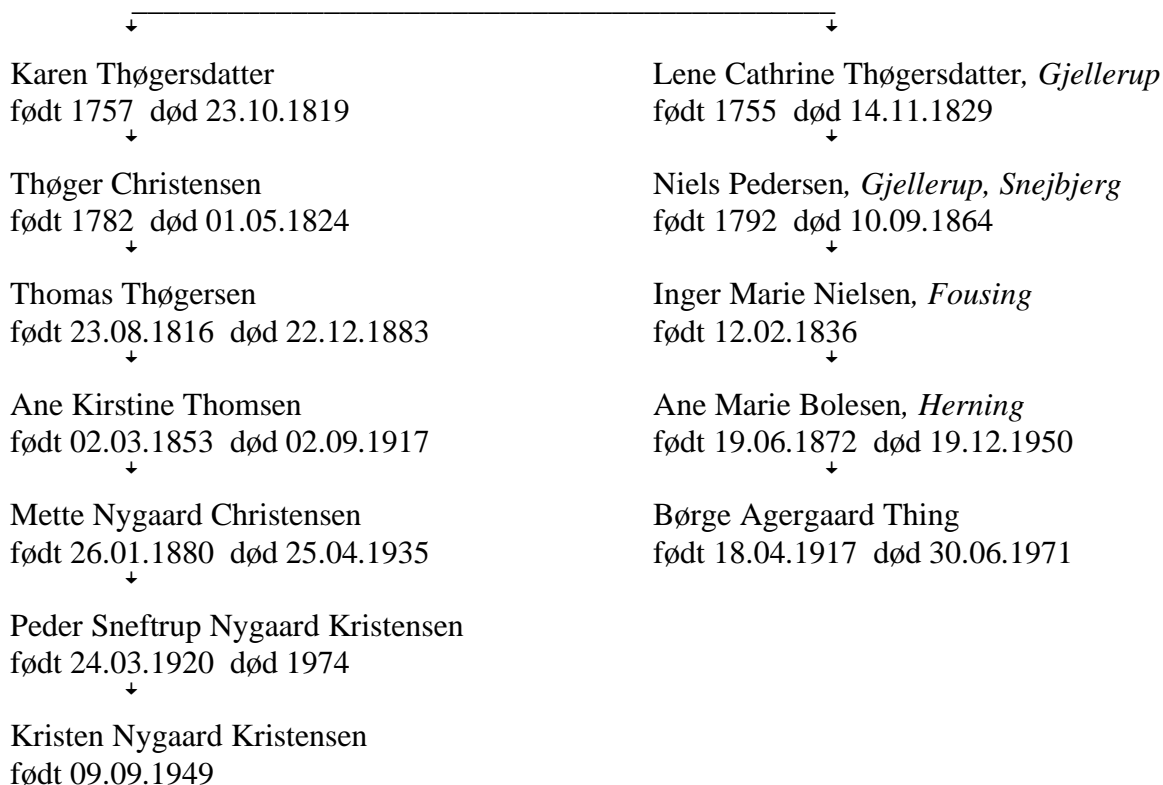 Karen Thøgersdatter
født 1757 død 23.10.1819
Thøger Christensen
født 1782 død 01.05.1824
Thomas Thøgersen
født 23.08.1816 død 22.12.1883
Ane Kirstine Thomsen
født 02.03.1853 død 02.09.1917
Mette Nygaard Christensen
født 26.01.1880 død 25.04.1935
Peder Sneftrup Nygaard Kristensen
født 24.03.1920 død 1974
Kristen Nygaard Kristensen
født 09.09.1949
Lene Cathrine Thøgersdatter, Gjellerup
født 1755 død 14.11.1829
Niels Pedersen, Gjellerup, Snejbjerg
født 1792 død 10.09.1864
Inger Marie Nielsen, Fousing
født 12.02.1836
Ane Marie Bolesen, Herning
født 19.06.1872 død 19.12.1950
Børge Agergaard Thing
født 18.04.1917 død 30.06.1971